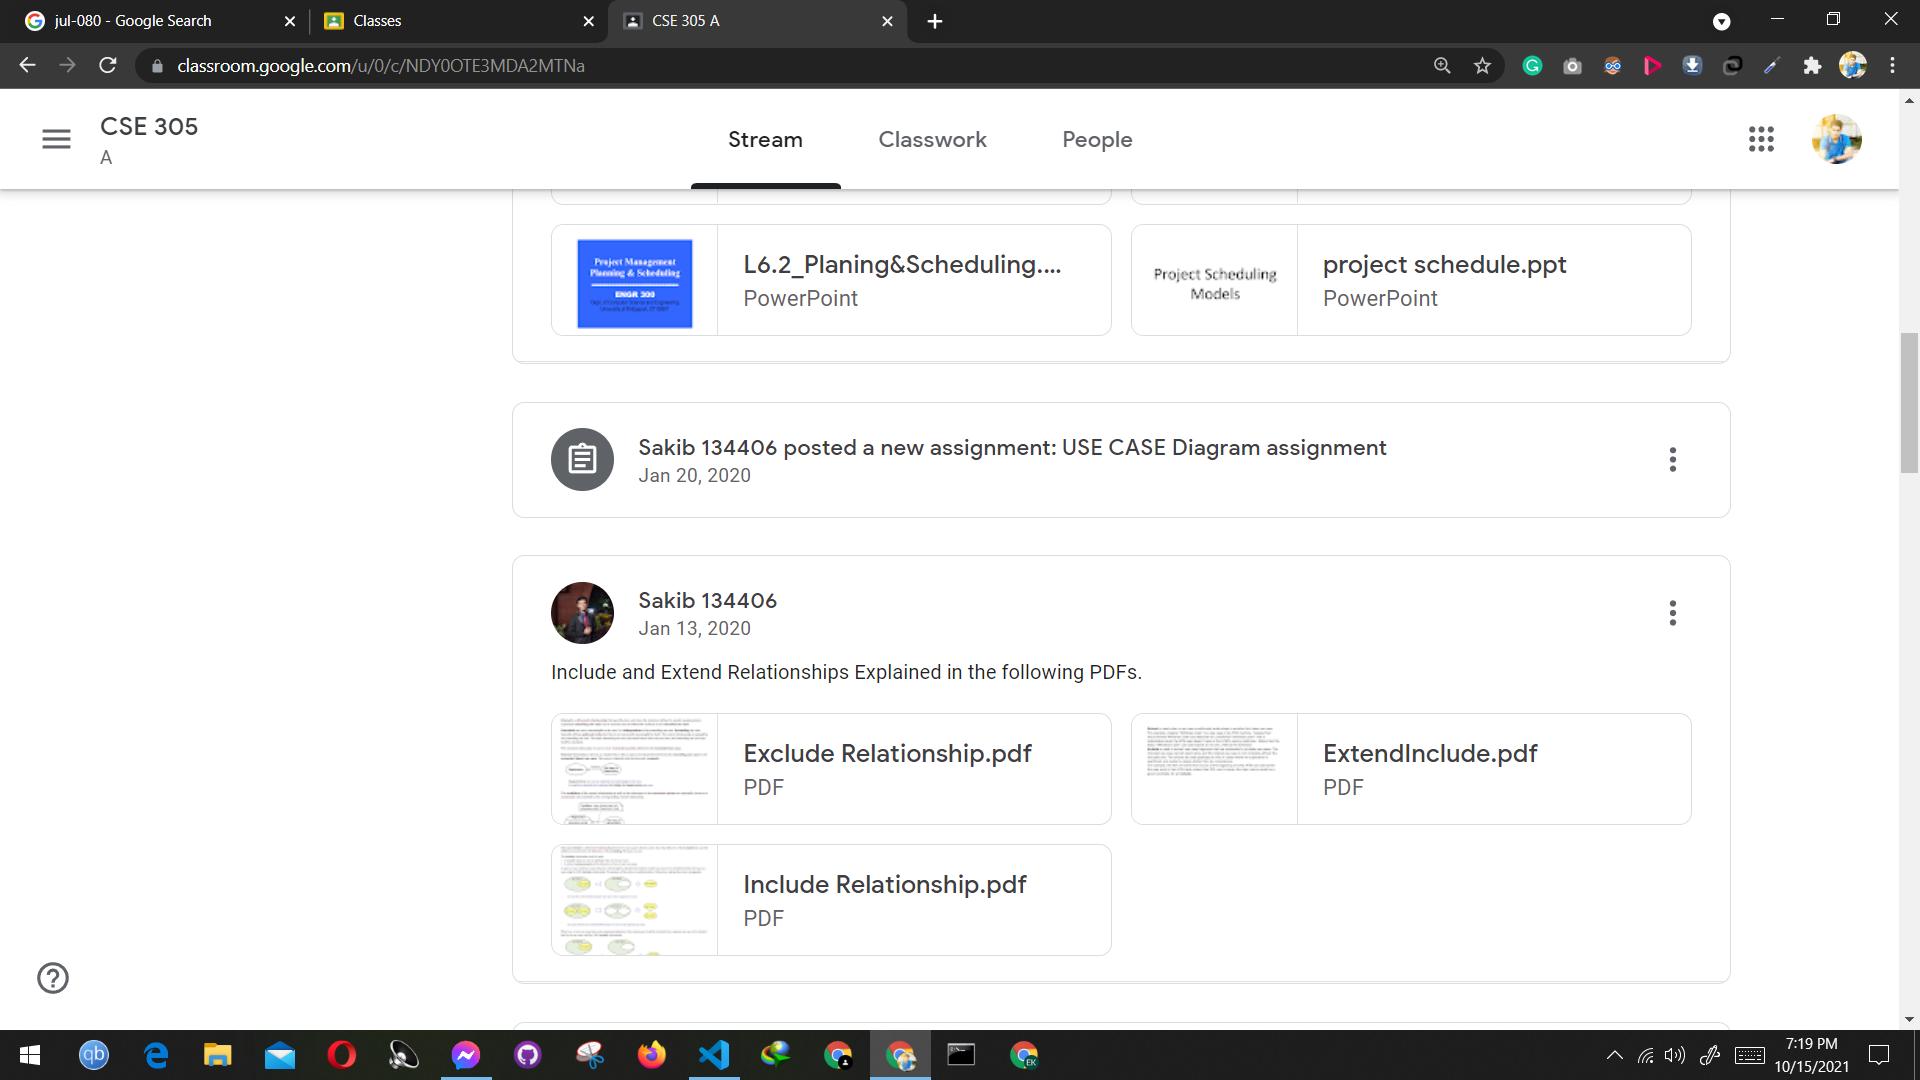 jul-080 - Google Search
Classes
CSE 305 A
classroom.google.com/u/0/c/NDY0OTE3MDA2MTNa
CSE 305
A
Stream
Classwork
People
Project Management
Planning & Scheduling
ENGR 300
L6.2_Planing&Scheduling....
PowerPoint
Project Scheduling
Models
project schedule.ppt
PowerPoint
Sakib 134406 posted a new assignment: USE CASE Diagram assignment
Jan 20, 2020
Sakib 134406
Jan 13, 2020
Include and Extend Relationships Explained in the following PDFs.
Exclude Relationship.pdf
PDF
ExtendInclude.pdf
PDF
Include Relationship.pdf
PDF
qb
EK
7:19 PM
10/15/2021